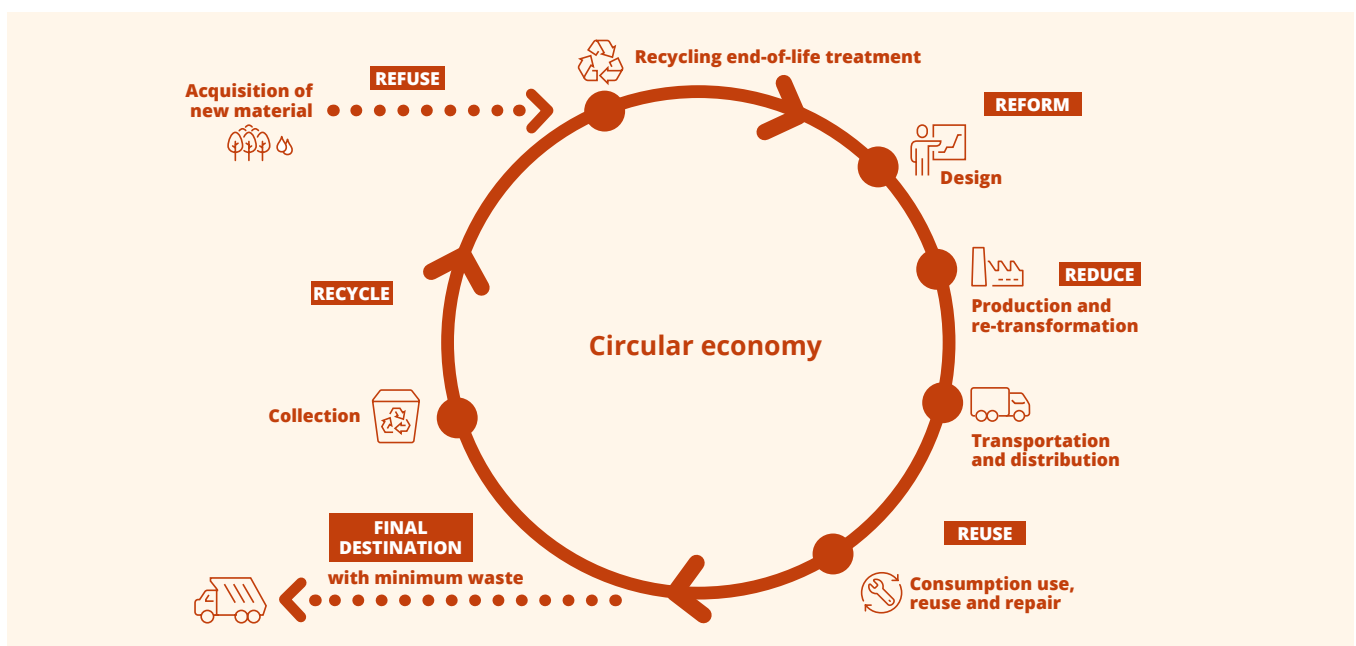 Recycling end-of-life treatment
REFUSE
Acquisition of
new material
REFORM
Design
REDUCE
Production and
re-transformation
RECYCLE
Circular economy
Collection
Transportation
and distribution
FINAL
DESTINATION
with minimum waste
REUSE
Consumption use,
reuse and repair